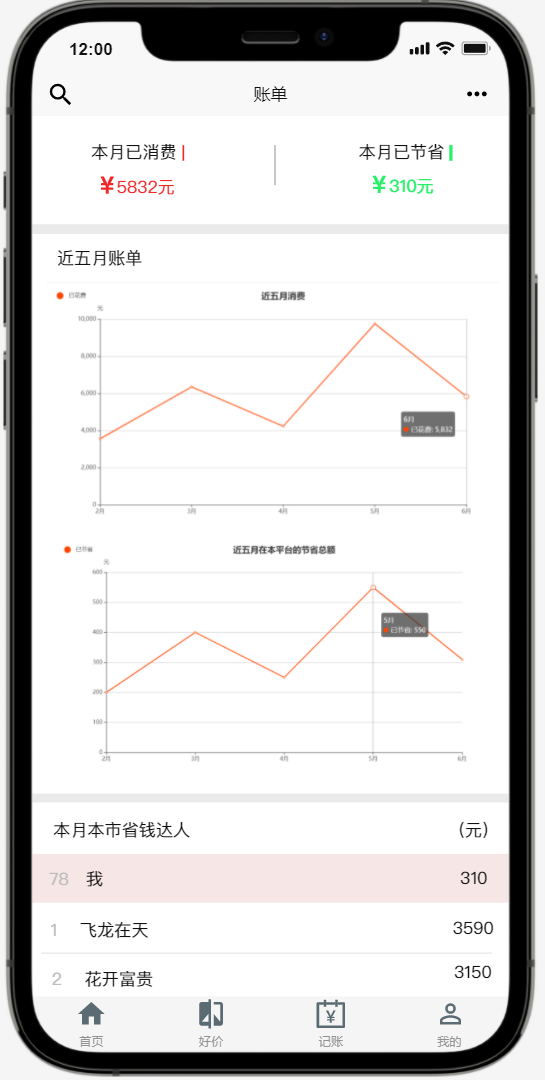 12:00
账单
本月已消费 本月已节省
¥5832元 ¥310元
近五月账单
已花费 近五月消费
元
10,000
8,000
6,000
6月
已花费: 5,832
4,000
2,000
0
2月 3月 4月 5月 6月
已节省 近五月在本平台的节省总额
元
600
500
5月
已节省: 550
400
300
200
100
0
2月 3月 4月 5月 6月
本月本市省钱达人 (元)
78 我 310
1 飞龙在天 3590
2 花开富贵 3150
首页 好价 记账 我的